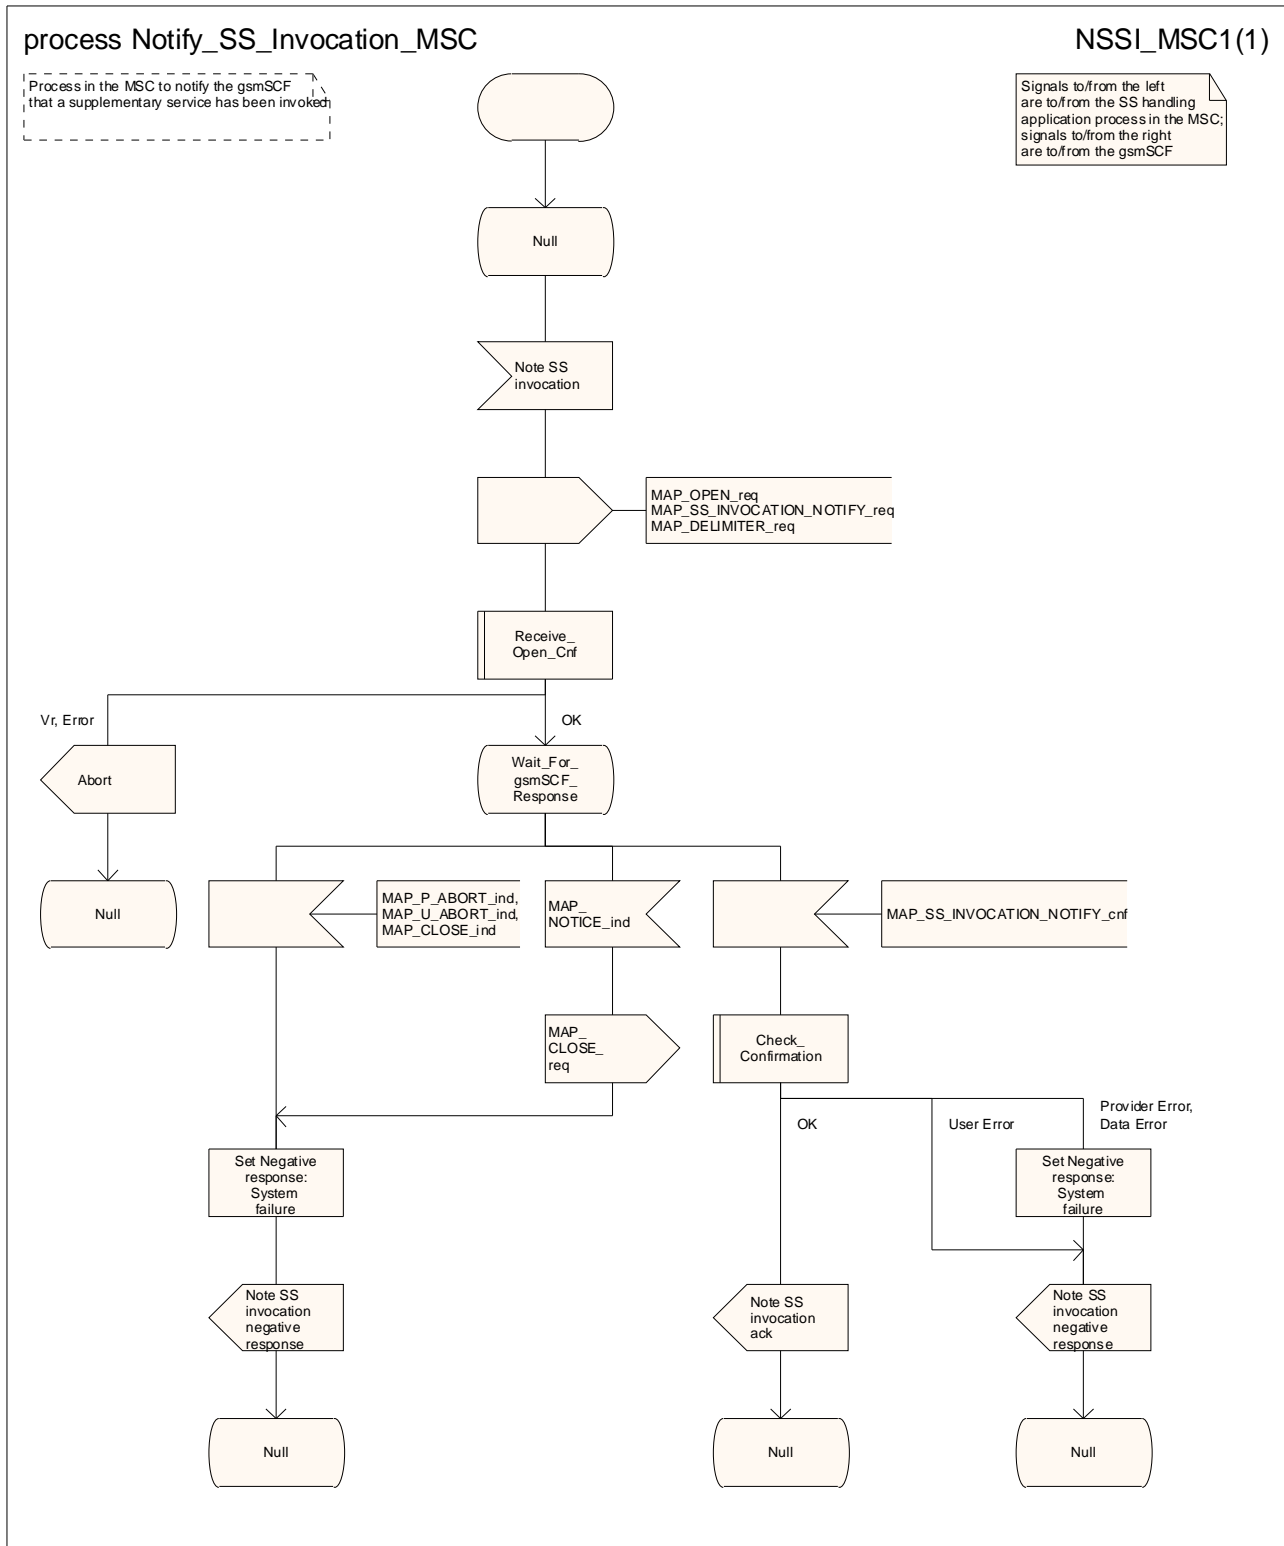 process Notify_SS_Invocation_MSC
NSSI_MSC1(1)
Process in the MSC to notify the gsmSCF
that a supplementary service has been invoked
Signals to/from the left
are to/from the SS handling
application process in the MSC;
signals to/from the right
are to/from the gsmSCF
Null
Note SS
invocation
MAP_OPEN_req
MAP_SS_INVOCATION_NOTIFY_req
MAP_DELIMITER_req
Receive_
Open_Cnf
Vr, Error
OK
Abort
Wait_For_
gsmSCF_
Response
Null
MAP_P_ABORT_ind,
MAP_U_ABORT_ind,
MAP_CLOSE_ind
MAP_
NOTICE_ind
MAP_SS_INVOCATION_NOTIFY_cnf
MAP_
CLOSE_
req
Check_
Confirmation
OK
User Error
Provider Error,
Data Error
Set Negative
response:
System
failure
Set Negative
response:
System
failure
Note SS
invocation
negative
response
Note SS
invocation
ack
Note SS
invocation
negative
response
Null
Null
Null